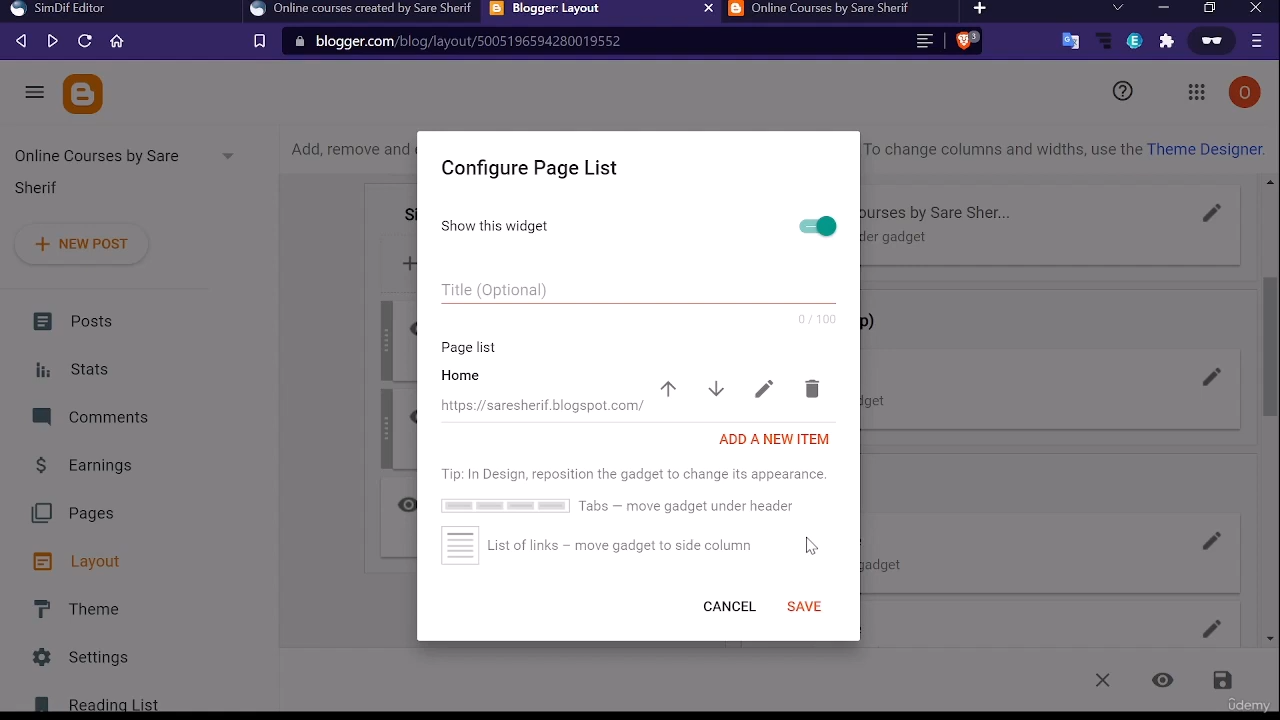 SimDif Editor
Online courses created by Sare Sherif
Blogger: Layout
Online Courses by Sare Sherif
blogger.com/blog/layout/5005196594280019552
3
E
O
Online Courses by Sare
Sherif
NEW POST
Posts
Stats
Comments
Earnings
Pages
Layout
Theme
Settings
Reading List
Add, remove and
To change columns and widths, use the Theme Designer.
ourses by Sare Sher...
der gadget
p)
Configure Page List
Show this widget
Title (Optional)
0 / 100
Page list
Home
https://saresherif.blogspot.com/
ADD A NEW ITEM
Tip: In Design, reposition the gadget to change its appearance.
Tabs — move gadget under header
List of links – move gadget to side column
CANCEL
SAVE
udemy